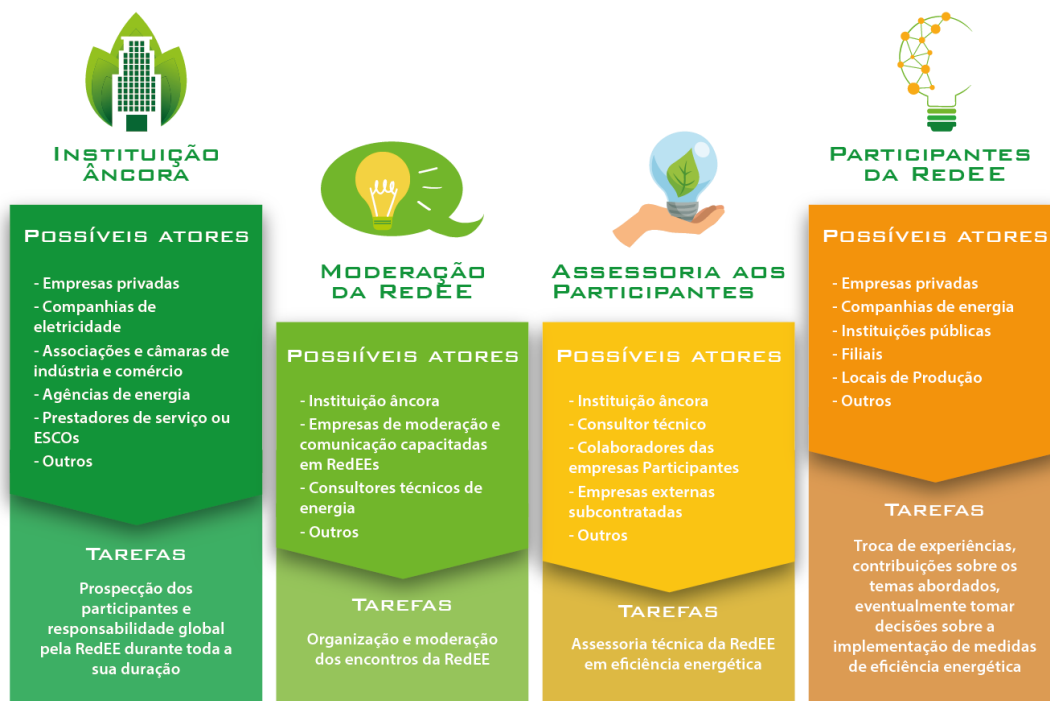 INSTITUIÇÃO
ÂNCORA
POSSÍVEIS ATORES
- Empresas privadas
- Companhias de
eletricidade
- Associações e câmaras de
indústria e comércio
- Agências de energia
- Prestadores de serviço ou
ESCOs
- Outros
TAREFAS
Prospecção dos
participantes e
responsabilidade global
pela RedEE durante toda a
sua duração
MODERAÇÃO
DA REDEE
POSSIÍVEIS ATORES
- Instituição âncora
- Empresas de moderação e
comunicação capacitadas
em RedEEs
- Consultores técnicos de
energia
- Outros
TAREFAS
Organização e moderação
dos encontros da RedEE
ASSESSORIA AOS
PARTICIPANTES
POSSÍVEIS ATORES
- Instituição âncora
- Consultor técnico
- Colaboradores das
empresas Participantes
- Empresas externas
subcontratadas
- Outros
TAREFAS
Assessoria técnica da RedEE
em eficiência energética
PARTICIPANTES
DA REDEE
POSSÍVEIS ATORES
- Empresas privadas
- Companhias de energia
- Instituições públicas
- Filiais
- Locais de Produção
- Outros
TAREFAS
Troca de experiências,
contribuições sobre os
temas abordados,
eventualmente tomar
decisões sobre a
implementação de medidas
de eficiência energética